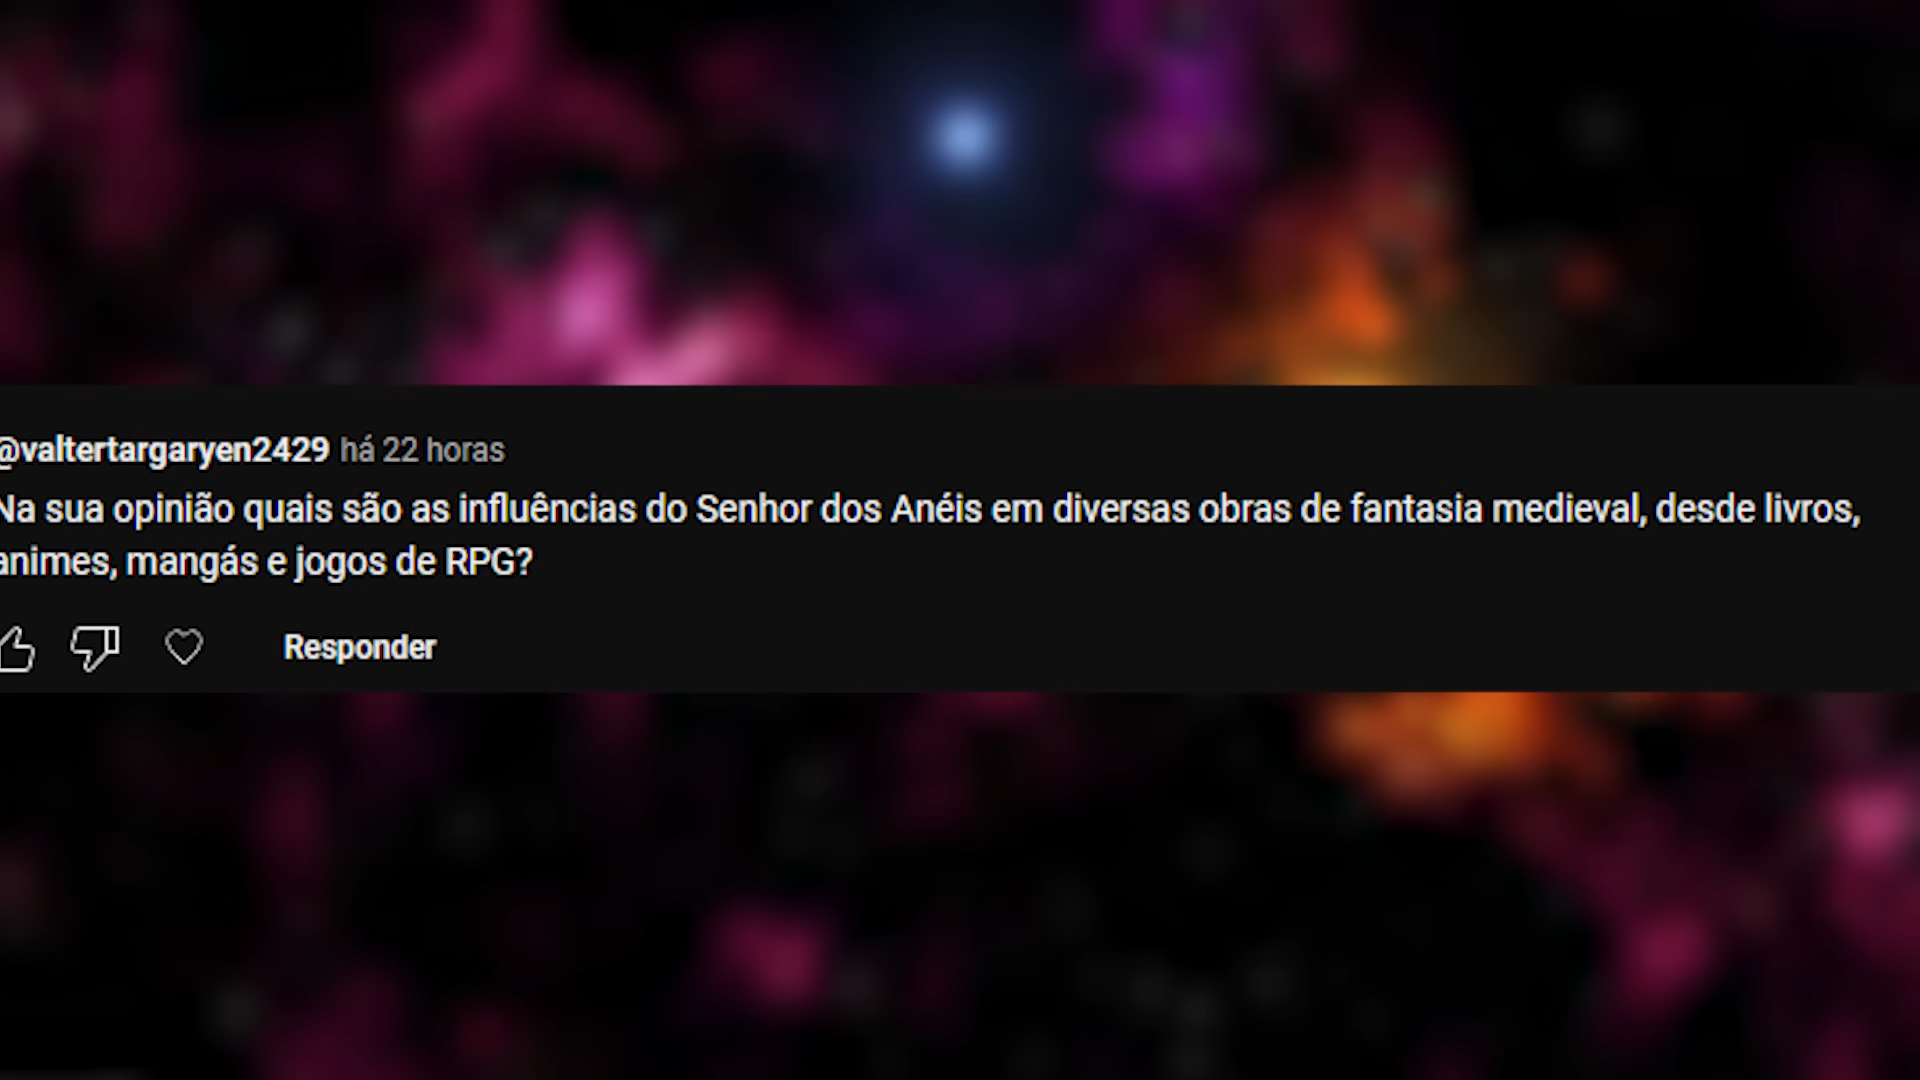 @valtertargaryen2429 há 22 horas
Na sua opinião quais são as influências do Senhor dos Anéis em diversas obras de fantasia medieval, desde livros,
animes, mangás e jogos de RPG?
Responder